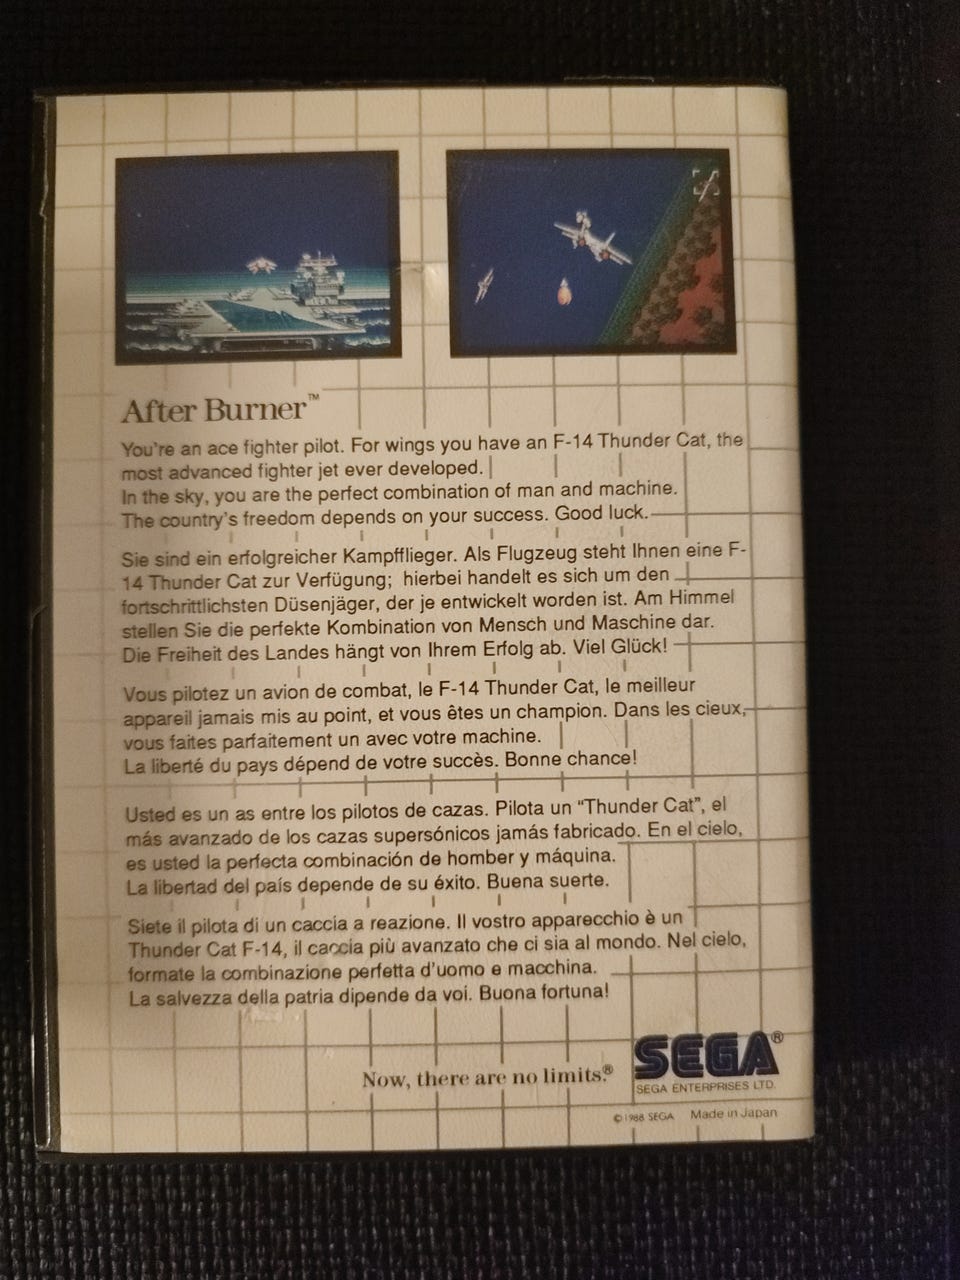 After Burner™
You're an ace fighter pilot. For wings you have an F-14 Thunder Cat, the
most advanced fighter jet ever developed.
In the sky, you are the perfect combination of man and machine.
The country's freedom depends on your success. Good luck.
Sie sind ein erfolgreicher Kampfflieger. Als Flugzeug steht Ihnen eine F-
14 Thunder Cat zur Verfügung; hierbei handelt es sich um den
fortschrittlichsten Düsenjäger, der je entwickelt worden ist. Am Himmel
stellen Sie die perfekte Kombination von Mensch und Maschine dar.
Die Freiheit des Landes hängt von Ihrem Erfolg ab. Viel Glück!
Vous pilotez un avion de combat, le F-14 Thunder Cat, le meilleur
appareil jamais mis au point, et vous êtes un champion. Dans les cieux,
vous faites parfaitement un avec votre machine.
La liberté du pays dépend de votre succès. Bonne chance!
Usted es un as entre los pilotos de cazas. Pilota un “Thunder Cat”, el
más avanzado de los cazas supersónicos jamás fabricado. En el cielo,
es usted la perfecta combinación de homber y máquina.
La libertad del país depende de su éxito. Buena suerte.
Siete il pilota di un caccia a reazione. Il vostro apparecchio è un
Thunder Cat F-14, il caccia più avanzato che ci sia al mondo. Nel cielo,
formate la combinazione perfetta d'uomo e macchina.
La salvezza della patria dipende da voi. Buona fortuna!
Now, there are no limits.®
SEGA®
SEGA ENTERPRISES LTD.
©1988 SEGA Made in Japan